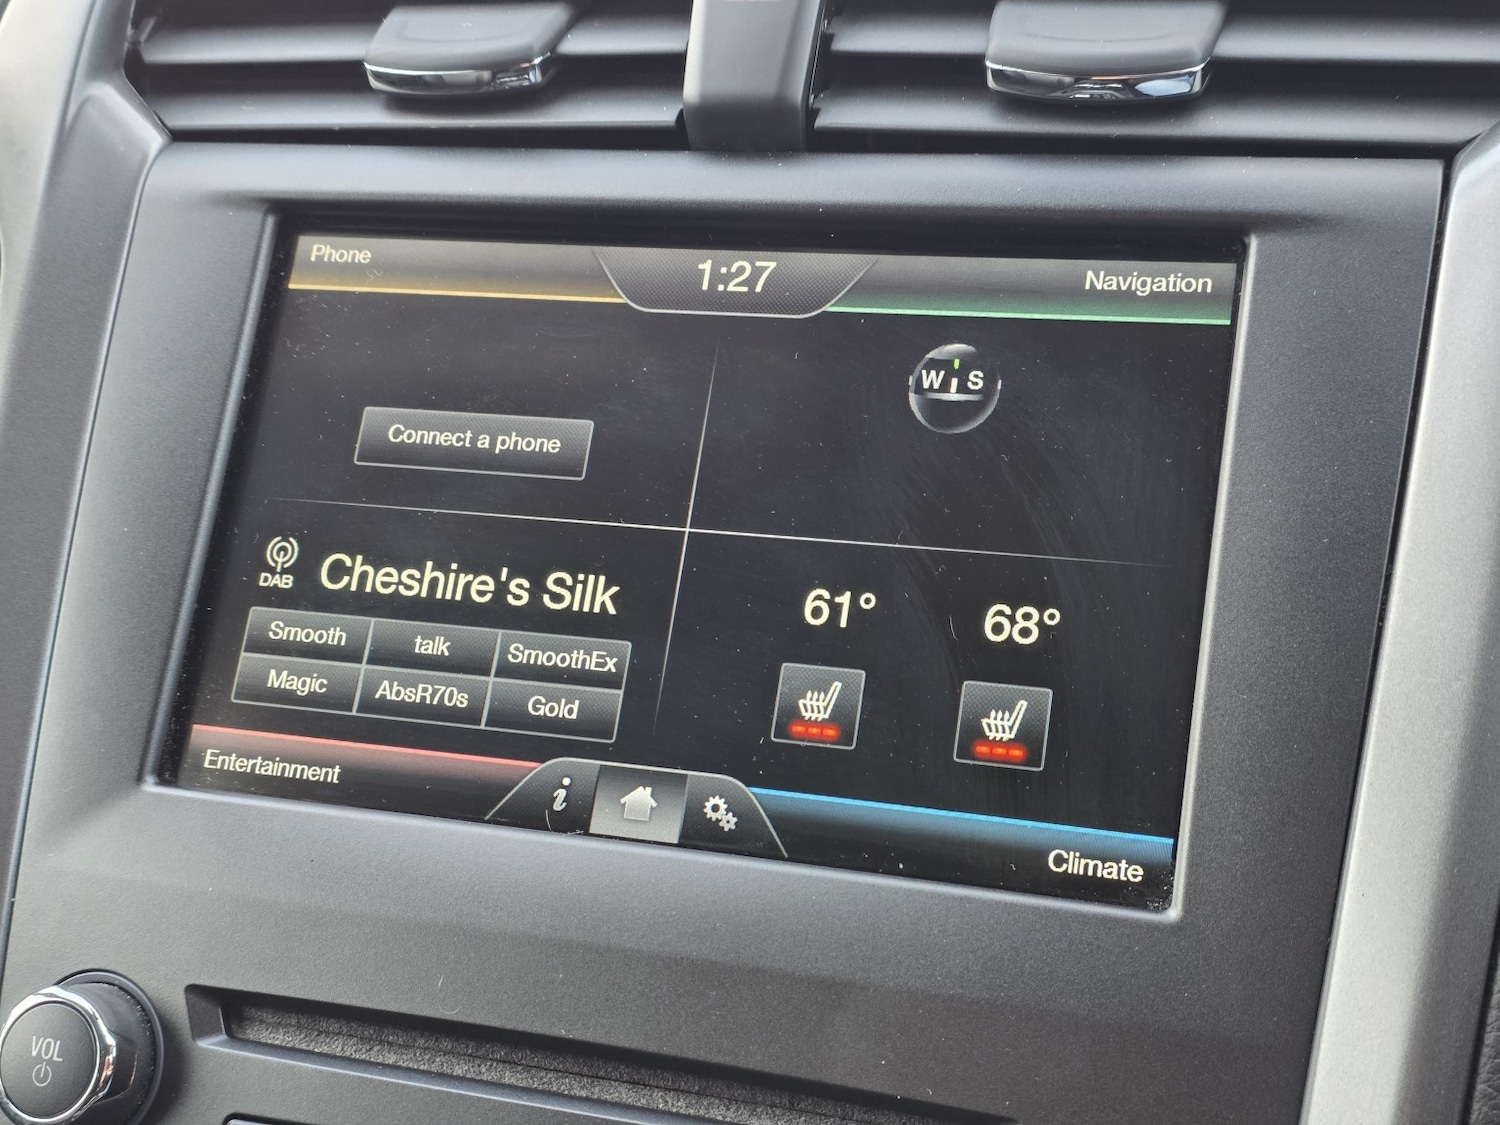 Phone
1:27
Navigation
W S
Connect a phone
DAB
Cheshire's Silk
Smooth
talk
SmoothEx
Magic
AbsR70s
Gold
61°
68°
Entertainment
i
Climate
VOL